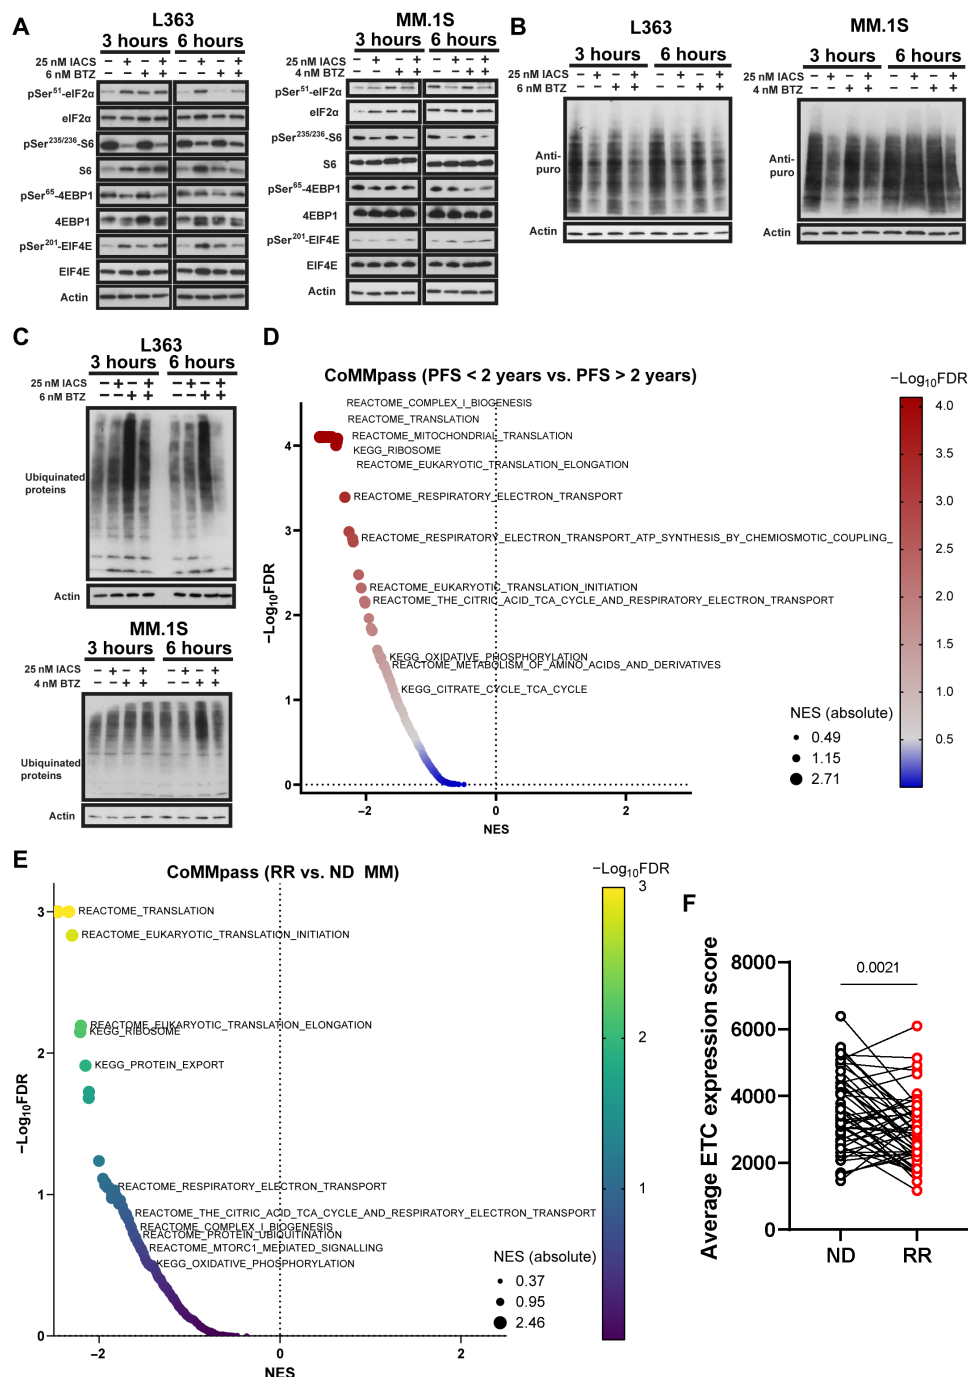 A
L363
3 hours 6 hours
25 nM IACS − + − + − + − +
6 nM BTZ − − + + − − + +
pSer51-eIF2α
eIF2α
pSer235/236-S6
S6
pSer65-4EBP1
4EBP1
pSer201-EIF4E
EIF4E
Actin
MM.1S
3 hours 6 hours
25 nM IACS − + − + − + − +
4 nM BTZ − − + + − − + +
pSer51-eIF2α
eIF2α
pSer235/236-S6
S6
pSer65-4EBP1
4EBP1
pSer201-EIF4E
EIF4E
Actin
B
L363
3 hours 6 hours
25 nM IACS − + − + − + − +
6 nM BTZ − − + + − − + +
Anti-
puro
Actin
MM.1S
3 hours 6 hours
25 nM IACS − + − + − + − +
4 nM BTZ − − + + − − + +
Anti-
puro
Actin
C
L363
3 hours 6 hours
25 nM IACS − + − + − + − +
6 nM BTZ − − + + − − + +
Ubiquinated
proteins
Actin
MM.1S
3 hours 6 hours
25 nM IACS − + − + − + − +
4 nM BTZ − − + + − − + +
Ubiquinated
proteins
Actin
D
CoMMpass (PFS < 2 years vs. PFS > 2 years)
REACTOME_COMPLEX_I_BIOGENESIS
REACTOME_TRANSLATION
REACTOME_MITOCHONDRIAL_TRANSLATION
KEGG_RIBOSOME
REACTOME_EUKARYOTIC_TRANSLATION_ELONGATION
REACTOME_RESPIRATORY_ELECTRON_TRANSPORT
REACTOME_RESPIRATORY_ELECTRON_TRANSPORT_ATP_SYNTHESIS_BY_CHEMIOSMOTIC_COUPLING_
REACTOME_EUKARYOTIC_TRANSLATION_INITIATION
REACTOME_THE_CITRIC_ACID_TCA_CYCLE_AND_RESPIRATORY_ELECTRON_TRANSPORT
KEGG_OXIDATIVE_PHOSPHORYLATION
REACTOME_METABOLISM_OF_AMINO_ACIDS_AND_DERIVATIVES
KEGG_CITRATE_CYCLE_TCA_CYCLE
−Log10FDR
4
3
2
1
0
−2 0 2
NES
NES (absolute)
0.49
1.15
2.71
−Log10FDR
4.0
3.5
3.0
2.5
2.0
1.5
1.0
0.5
E
CoMMpass (RR vs. ND MM)
REACTOME_TRANSLATION
REACTOME_EUKARYOTIC_TRANSLATION_INITIATION
REACTOME_EUKARYOTIC_TRANSLATION_ELONGATION
KEGG_RIBOSOME
KEGG_PROTEIN_EXPORT
REACTOME_RESPIRATORY_ELECTRON_TRANSPORT
REACTOME_THE_CITRIC_ACID_TCA_CYCLE_AND_RESPIRATORY_ELECTRON_TRANSPORT
REACTOME_COMPLEX_I_BIOGENESIS
REACTOME_PROTEIN_UBIQUITINATION
REACTOME_MTORC1_MEDIATED_SIGNALLING
KEGG_OXIDATIVE_PHOSPHORYLATION
−Log10FDR
3
2
1
0
−2 0 2
NES
NES (absolute)
0.37
0.95
2.46
−Log10FDR
3
2
1
F
0.0021
Average ETC expression score
8000
6000
4000
2000
0
ND RR